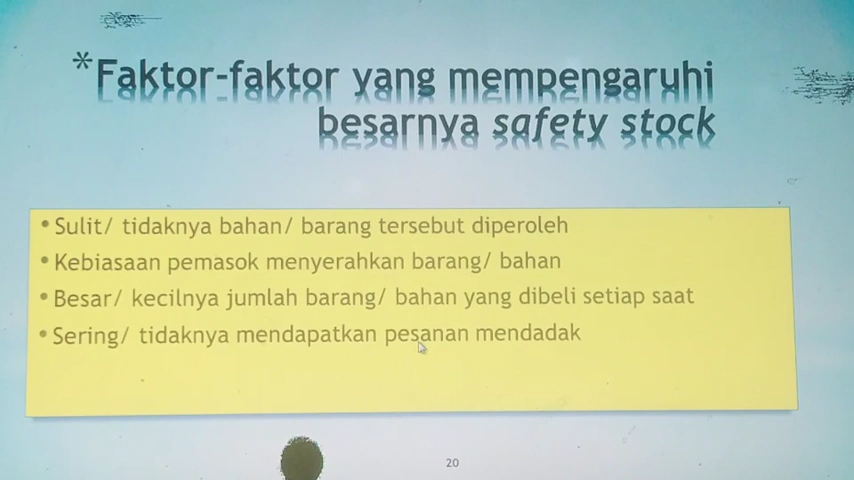 *Faktor-faktor yang mempengaruhi
besarnya safety stock
• Sulit/ tidaknya bahan/ barang tersebut diperoleh
• Kebiasaan pemasok menyerahkan barang/ bahan
• Besar/ kecilnya jumlah barang/ bahan yang dibeli setiap saat
• Sering/ tidaknya mendapatkan pesanan mendadak
20